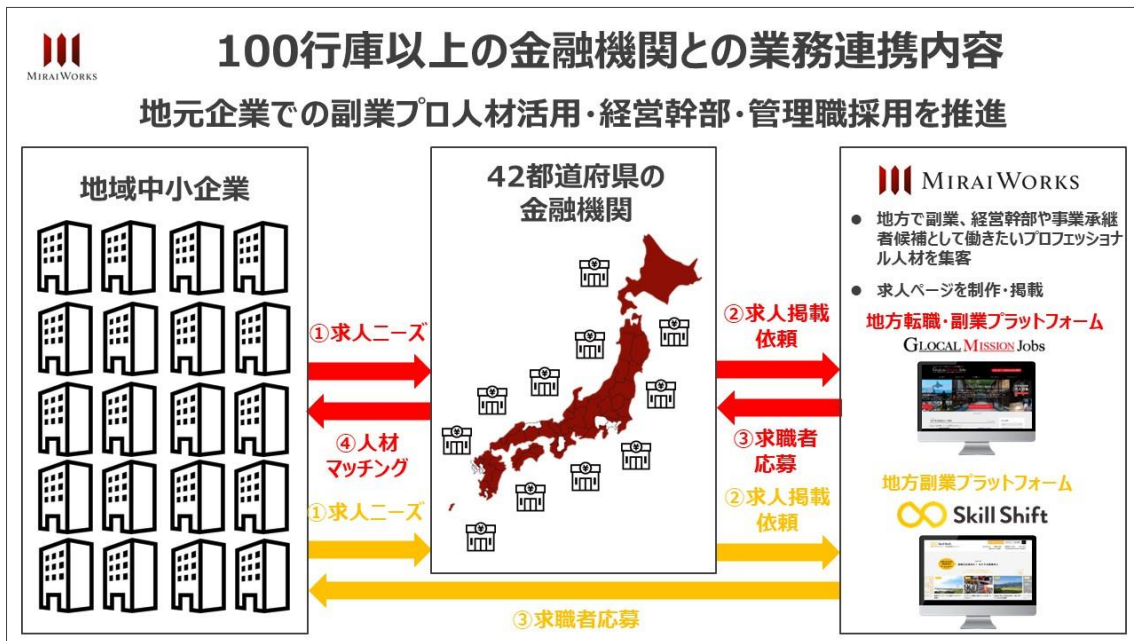 MIRAIWORKS
100行庫以上の金融機関との業務連携内容
地元企業での副業プロ人材活用・経営幹部・管理職採用を推進
地域中小企業
42都道府県の
金融機関
①求人ニーズ
④人材
マッチング
①求人ニーズ
②求人掲載
依頼
③求職者
応募
②求人掲載
依頼
③求職者応募
MIRAIWORKS
● 地方で副業、経営幹部や事業承継
者候補として働きたいプロフェッショナ
ル人材を集客
● 求人ページを制作・掲載
地方転職・副業プラットフォーム
GLOCAL MISSION JOBS
地方副業プラットフォーム
Skill Shift